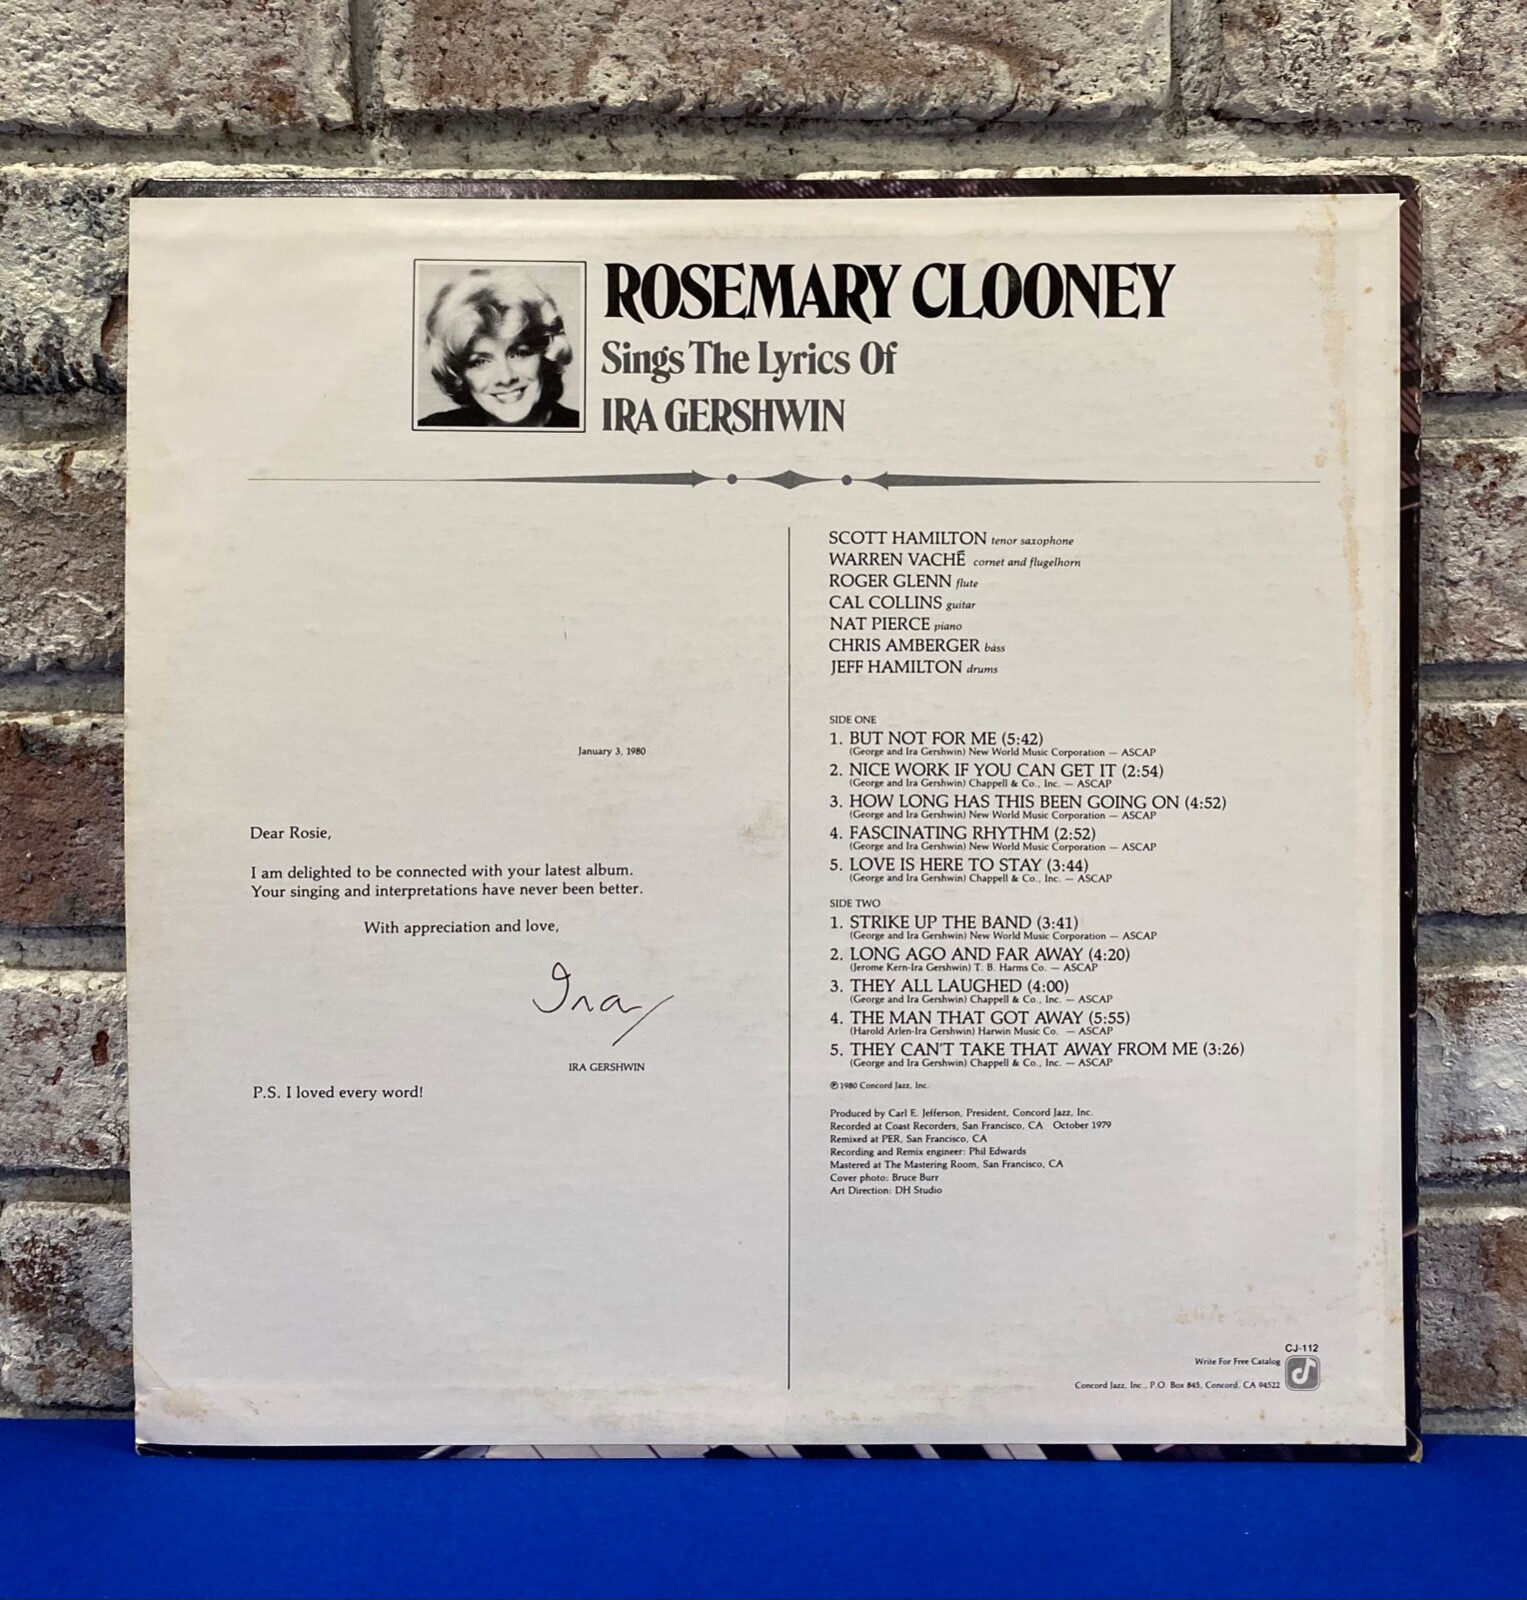 ROSEMARY CLOONEY
Sings The Lyrics Of
IRA GERSHWIN
January 3, 1980
Dear Rosie,
I am delighted to be connected with your latest album.
Your singing and interpretations have never been better.
With appreciation and love,
Ira
IRA GERSHWIN
P.S. I loved every word!
SCOTT HAMILTON tenor saxophone
WARREN VACHÉ cornet and flugelhorn
ROGER GLENN flute
CAL COLLINS guitar
NAT PIERCE piano
CHRIS AMBERGER bass
JEFF HAMILTON drums
SIDE ONE
1. BUT NOT FOR ME (5:42)
(George and Ira Gershwin) New World Music Corporation — ASCAP
2. NICE WORK IF YOU CAN GET IT (2:54)
(George and Ira Gershwin) Chappell & Co., Inc. — ASCAP
3. HOW LONG HAS THIS BEEN GOING ON (4:52)
(George and Ira Gershwin) New World Music Corporation — ASCAP
4. FASCINATING RHYTHM (2:52)
(George and Ira Gershwin) New World Music Corporation — ASCAP
5. LOVE IS HERE TO STAY (3:44)
(George and Ira Gershwin) Chappell & Co., Inc. — ASCAP
SIDE TWO
1. STRIKE UP THE BAND (3:41)
(George and Ira Gershwin) New World Music Corporation — ASCAP
2. LONG AGO AND FAR AWAY (4:20)
(Jerome Kern-Ira Gershwin) T. B. Harms Co. — ASCAP
3. THEY ALL LAUGHED (4:00)
(George and Ira Gershwin) Chappell & Co., Inc. — ASCAP
4. THE MAN THAT GOT AWAY (5:55)
(Harold Arlen-Ira Gershwin) Harwin Music Co. — ASCAP
5. THEY CAN'T TAKE THAT AWAY FROM ME (3:26)
(George and Ira Gershwin) Chappell & Co., Inc. — ASCAP
℗ 1980 Concord Jazz, Inc.
Produced by Carl E. Jefferson, President, Concord Jazz, Inc.
Recorded at Coast Recorders, San Francisco, CA October 1979
Remixed at PER, San Francisco, CA
Recording and Remix engineer: Phil Edwards
Mastered at The Mastering Room, San Francisco, CA
Cover photo: Bruce Burr
Art Direction: DH Studio
CJ-112
Write For Free Catalog
Concord Jazz, Inc., P.O. Box 845, Concord, CA 94522